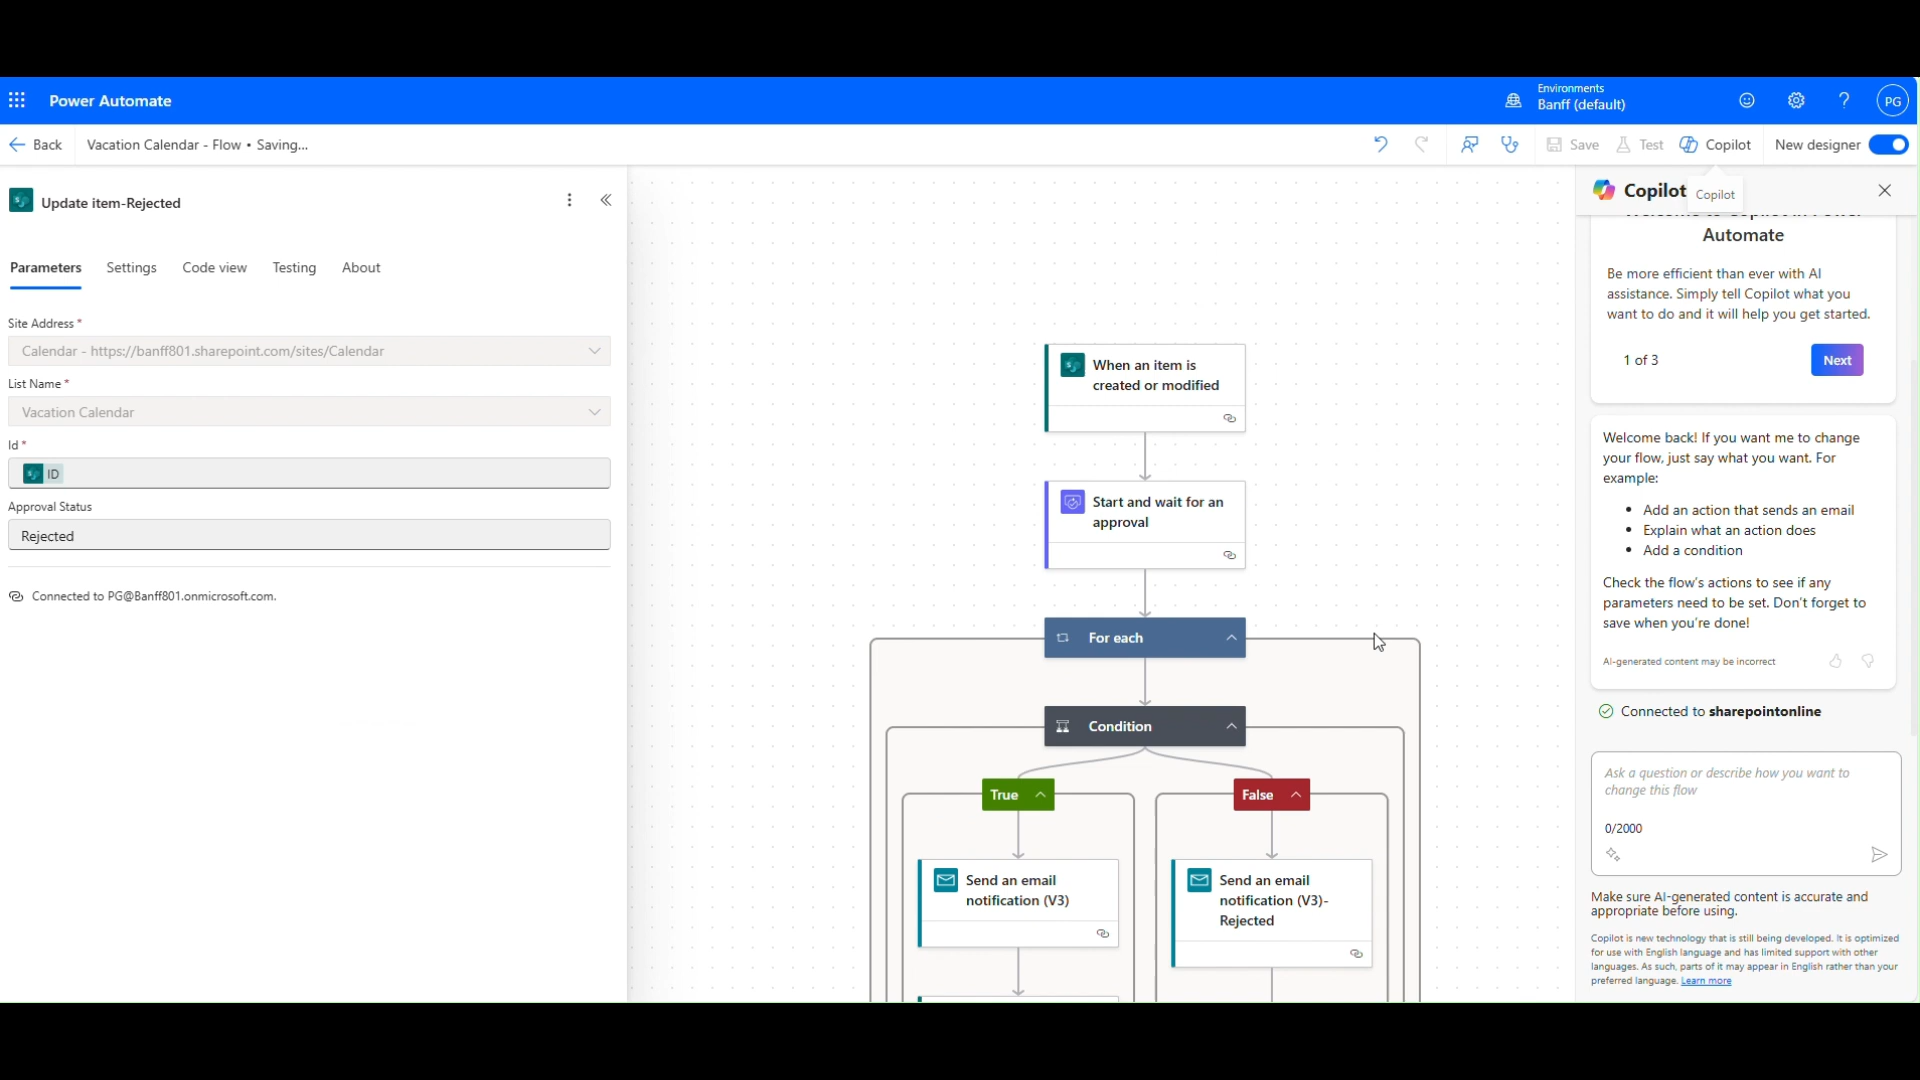 Power Automate
Environments
Banff (default)
PG
Back
Vacation Calendar - Flow • Saving...
Save
Test
Copilot
New designer
Update item-Rejected
Parameters
Settings
Code view
Testing
About
Site Address *
Calendar - https://banff801.sharepoint.com/sites/Calendar
List Name *
Vacation Calendar
Id *
ID
Approval Status
Rejected
Connected to PG@Banff801.onmicrosoft.com.
When an item is
created or modified
Start and wait for an
approval
For each
Condition
True
False
Send an email
notification (V3)
Send an email
notification (V3)-
Rejected
Copilot
Copilot
Automate
Be more efficient than ever with AI
assistance. Simply tell Copilot what you
want to do and it will help you get started.
1 of 3
Next
Welcome back! If you want me to change
your flow, just say what you want. For
example:
• Add an action that sends an email
• Explain what an action does
• Add a condition
Check the flow's actions to see if any
parameters need to be set. Don't forget to
save when you're done!
AI-generated content may be incorrect
Connected to sharepointonline
Ask a question or describe how you want to
change this flow
0/2000
Make sure AI-generated content is accurate and
appropriate before using.
Copilot is new technology that is still being developed. It is optimized
for use with English language and has limited support with other
languages. As such, parts of it may appear in English rather than your
preferred language. Learn more